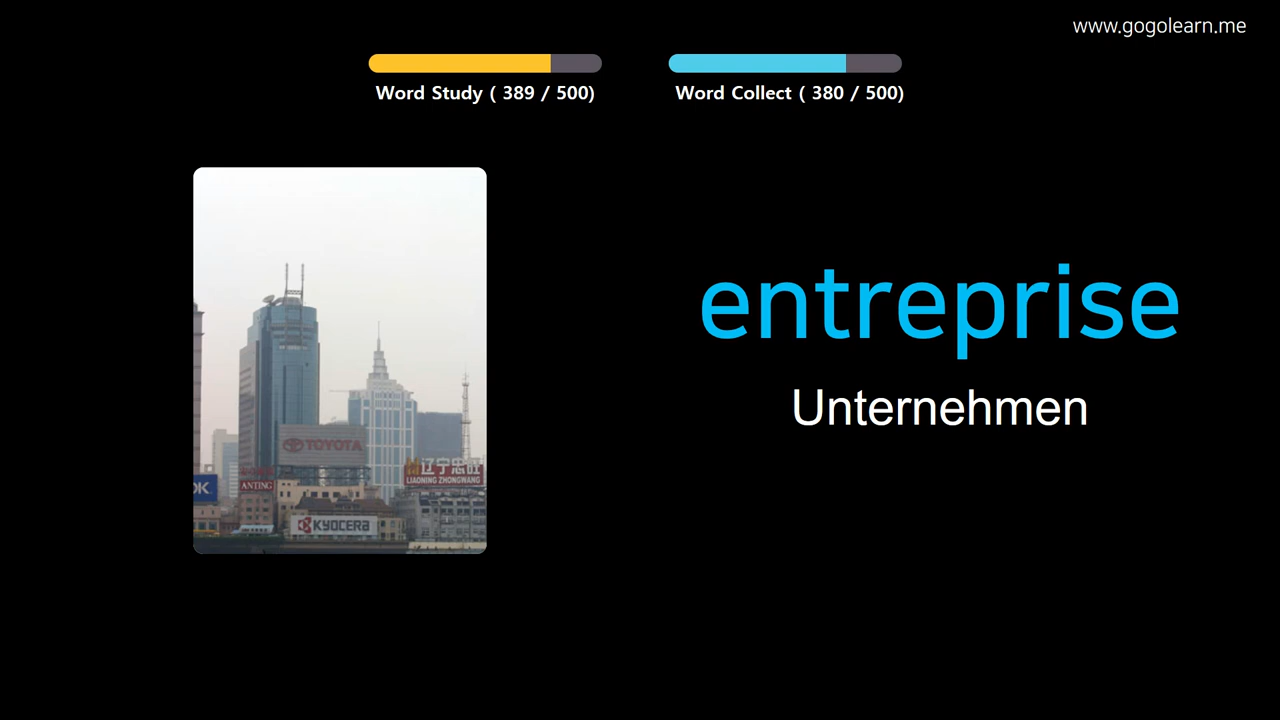 www.gogolearn.me
Word Study ( 389 / 500)
Word Collect ( 380 / 500)
entreprise
Unternehmen
TOYOTA
辽宁忠旺
LIAONING ZHONGWANG
OK
ANTING
KYOCERA